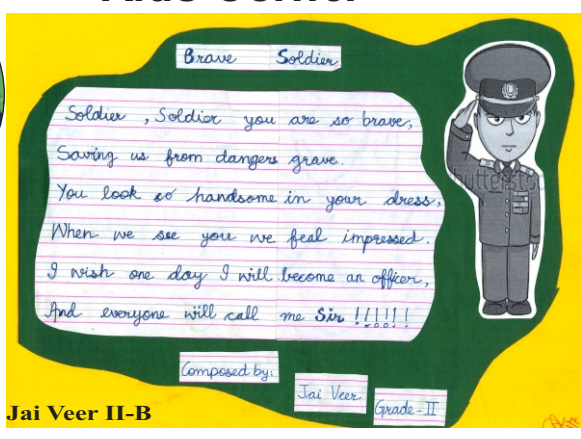 Brave Soldier
Soldier , Soldier you are so brave,
Saving us from dangers grave.
You look so handsome in your dress,
When we see you we feal impressed.
I wish one day I will become an officer,
And everyone will call me Sir !!!!!!
Composed by:
Jai Veer
Grade-II
Jai Veer II-B